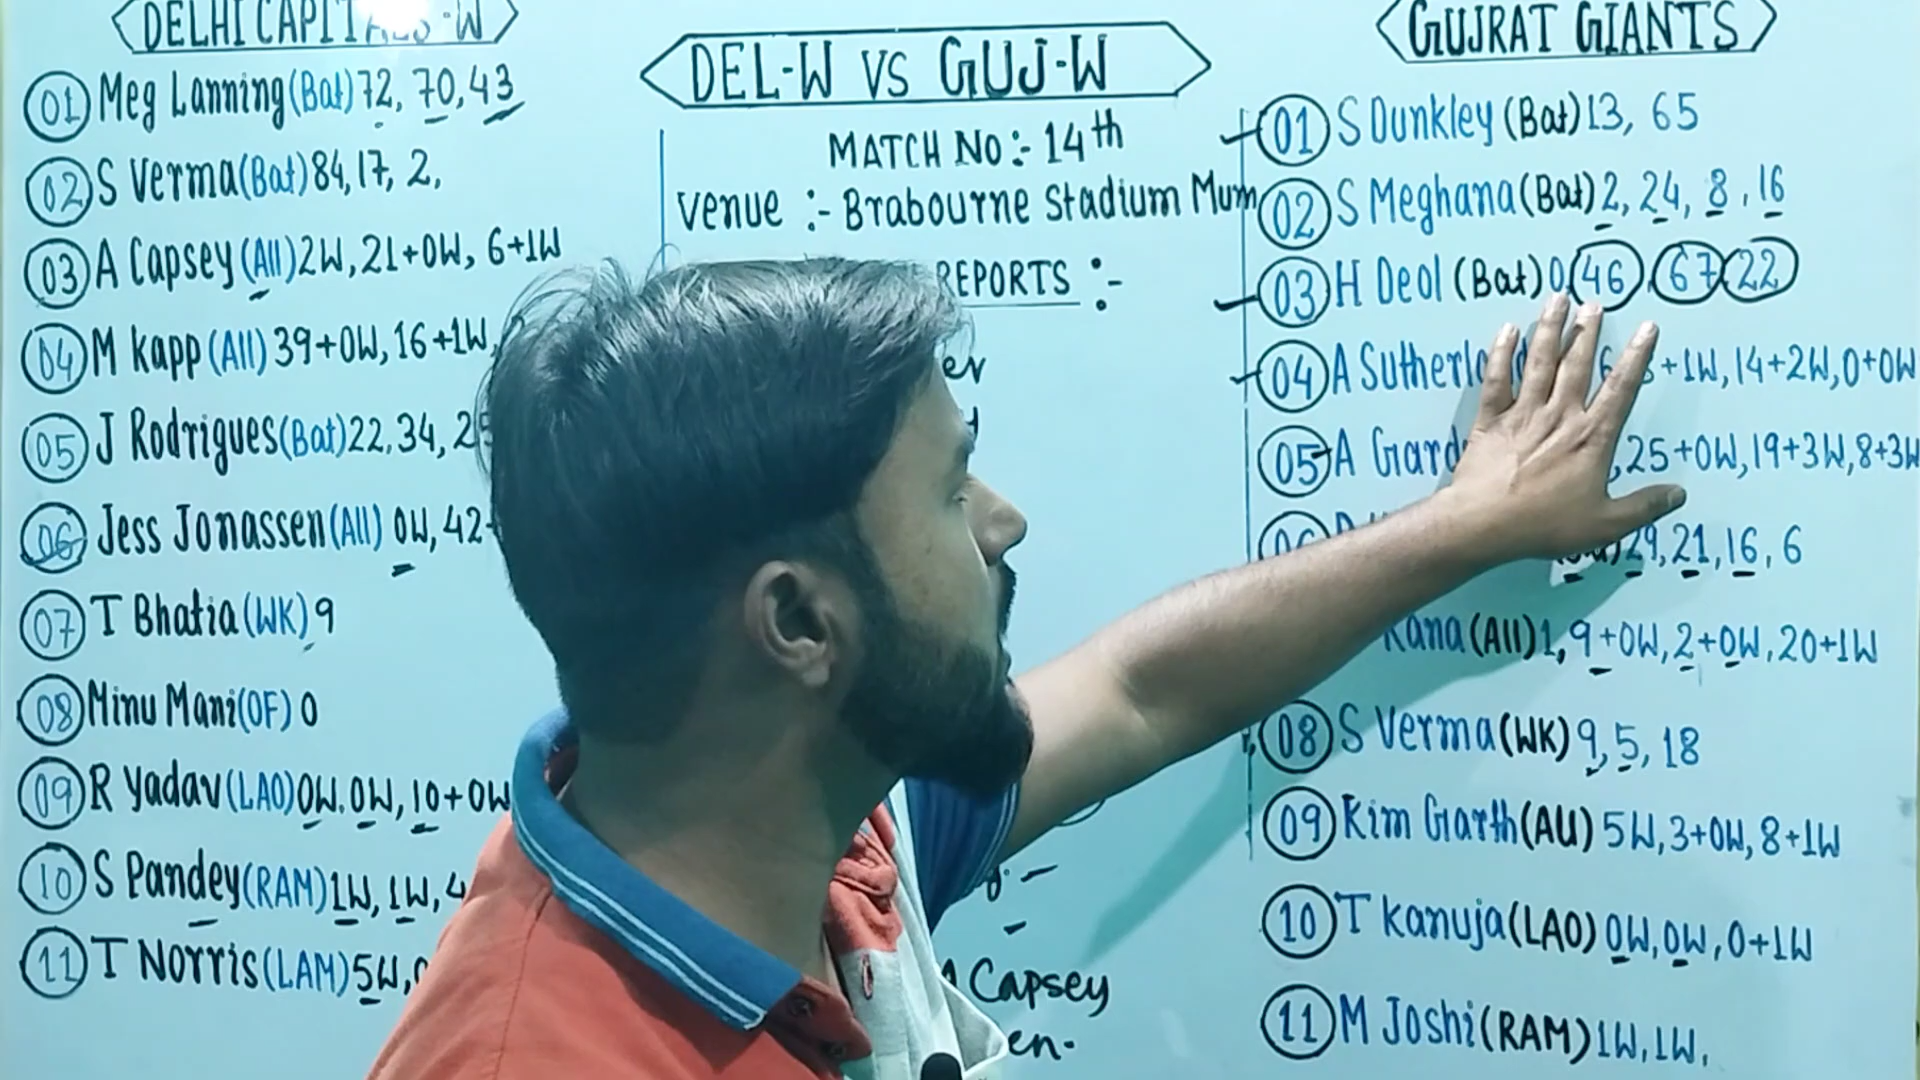 DELHI CAPITALS-W
01 Meg Lanning(Bat)72, 70, 43
02 S Verma(Bat)84, 17, 2,
03 A Capsey(All)2W, 21+0W, 6+1W
04 M Kapp(All)39+0W, 16+1W,
05 J Rodrigues(Bat)22, 34,
06 Jess Jonassen(All) 0W, 42
07 T Bhatia(WK) 9
08 Minu Mani(OF) 0
09 R Yadav(LAO)0W, 0W, 10+0W
10 S Pandey(RAM)1W, 1W, 4
11 T Norris(LAM)5W,
DEL-W VS GUJ-W
MATCH NO:- 14th
Venue :- Brabourne Stadium Mum
REPORTS :-
Capsey
GUJRAT GIANTS
01 S Dunkley (Bat)13, 65
02 S Meghana(Bat)2, 24, 8, 16
03 H Deol (Bat)0, 46, 67, 22
04 A +1W, 14+2W, 0+0W
05 A 25+0W, 19+3W, 8+3W
06 29, 21, 16, 6
Rana(All)1, 9+0W, 2+0W, 20+1W
08 S Verma(WK) 9, 5, 18
09 Kim Garth(AU) 5W, 3+0W, 8+1W
10 T Kanuja(LAO) 0W, 0W, 0+1W
11 M Joshi(RAM)1W, 1W,